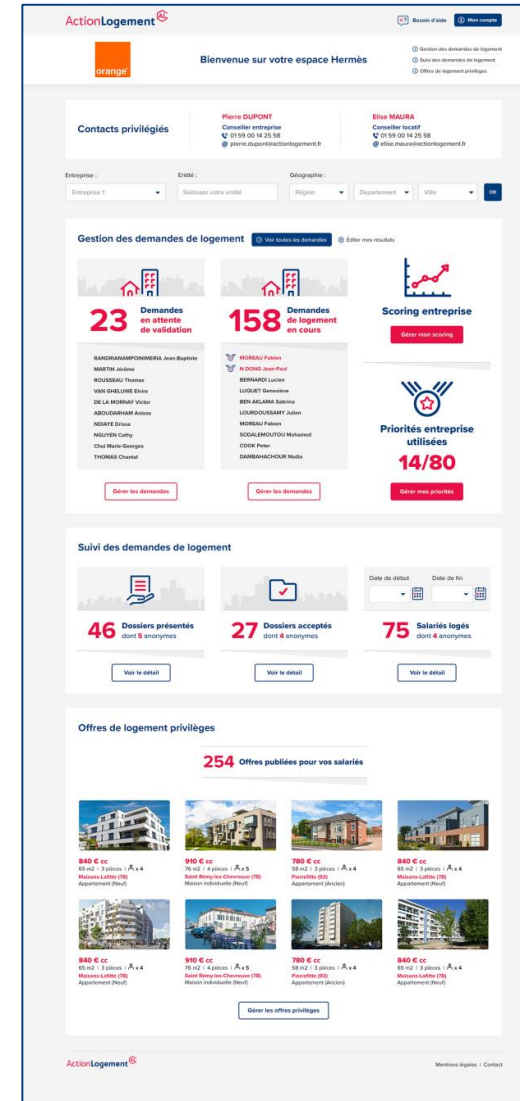 ActionLogement AL
Besoin d'aide
Mon compte
orange
Bienvenue sur votre espace Hermès
Gestion des demandes de logement
Suivi des demandes de logement
Offres de logement privilèges
Contacts privilégiés
Pierre DUPONT
Conseiller entreprise
01 59 00 14 25 58
@ pierre.dupont@actionlogement.fr
Elise MAURA
Conseiller locatif
01 59 00 14 25 58
@ elise.maura@actionlogement.fr
Entreprise :
Entité :
Géographie :
Entreprise 1
Saisissez votre entité
Région
Département
Ville
OK
Gestion des demandes de logement
Voir toutes les demandes
Editer mes résultats
23 Demandes
en attente
de validation
RANDRIANAMPOINIMERIA Jean-Baptiste
MARTIN Jérôme
ROUSSEAU Thomas
VAN GHELUWE Elvire
DE LA MORNAY Victor
ABOUDARHAM Anissa
NDIAYE Drissa
NGUYEN Cathy
Chui Marie-Georges
THOMAS Chantal
Gérer les demandes
158 Demandes
de logement
en cours
MOREAU Fabien
N DONG Jean-Paul
BERNARDI Lucien
LUQUET Geneviève
BEN AKLAMA Sabrina
LOURDOUSSAMY Julien
MOREAU Fabien
SODALEMOUTOU Mohamed
COOK Peter
DAMBAHACHOUR Nadia
Gérer les demandes
Scoring entreprise
Gérer mon scoring
Priorités entreprise
utilisées
14/80
Gérer mes priorités
Suivi des demandes de logement
46 Dossiers présentés
dont 5 anonymes
Voir le détail
27 Dossiers acceptés
dont 4 anonymes
Voir le détail
Date de début
Date de fin
75 Salariés logés
dont 4 anonymes
Voir le détail
Offres de logement privilèges
254 Offres publiées pour vos salariés
840 € cc
65 m2 | 3 pièces | x 4
Maisons-Lafitte (78)
Appartement (Neuf)
910 € cc
76 m2 | 4 pièces | x 5
Saint Rémy-les-Chevreuse (78)
Maison individuelle (Neuf)
780 € cc
58 m2 | 3 pièces | x 4
Pierrefitte (93)
Appartement (Ancien)
840 € cc
65 m2 | 3 pièces | x 4
Maisons-Lafitte (78)
Appartement (Neuf)
840 € cc
65 m2 | 3 pièces | x 4
Maisons-Lafitte (78)
Appartement (Neuf)
910 € cc
76 m2 | 4 pièces | x 5
Saint Rémy-les-Chevreuse (78)
Maison individuelle (Neuf)
780 € cc
58 m2 | 3 pièces | x 4
Pierrefitte (93)
Appartement (Ancien)
840 € cc
65 m2 | 3 pièces | x 4
Maisons-Lafitte (78)
Appartement (Neuf)
Gérer les offres privilèges
ActionLogement AL
Mentions légales | Contact